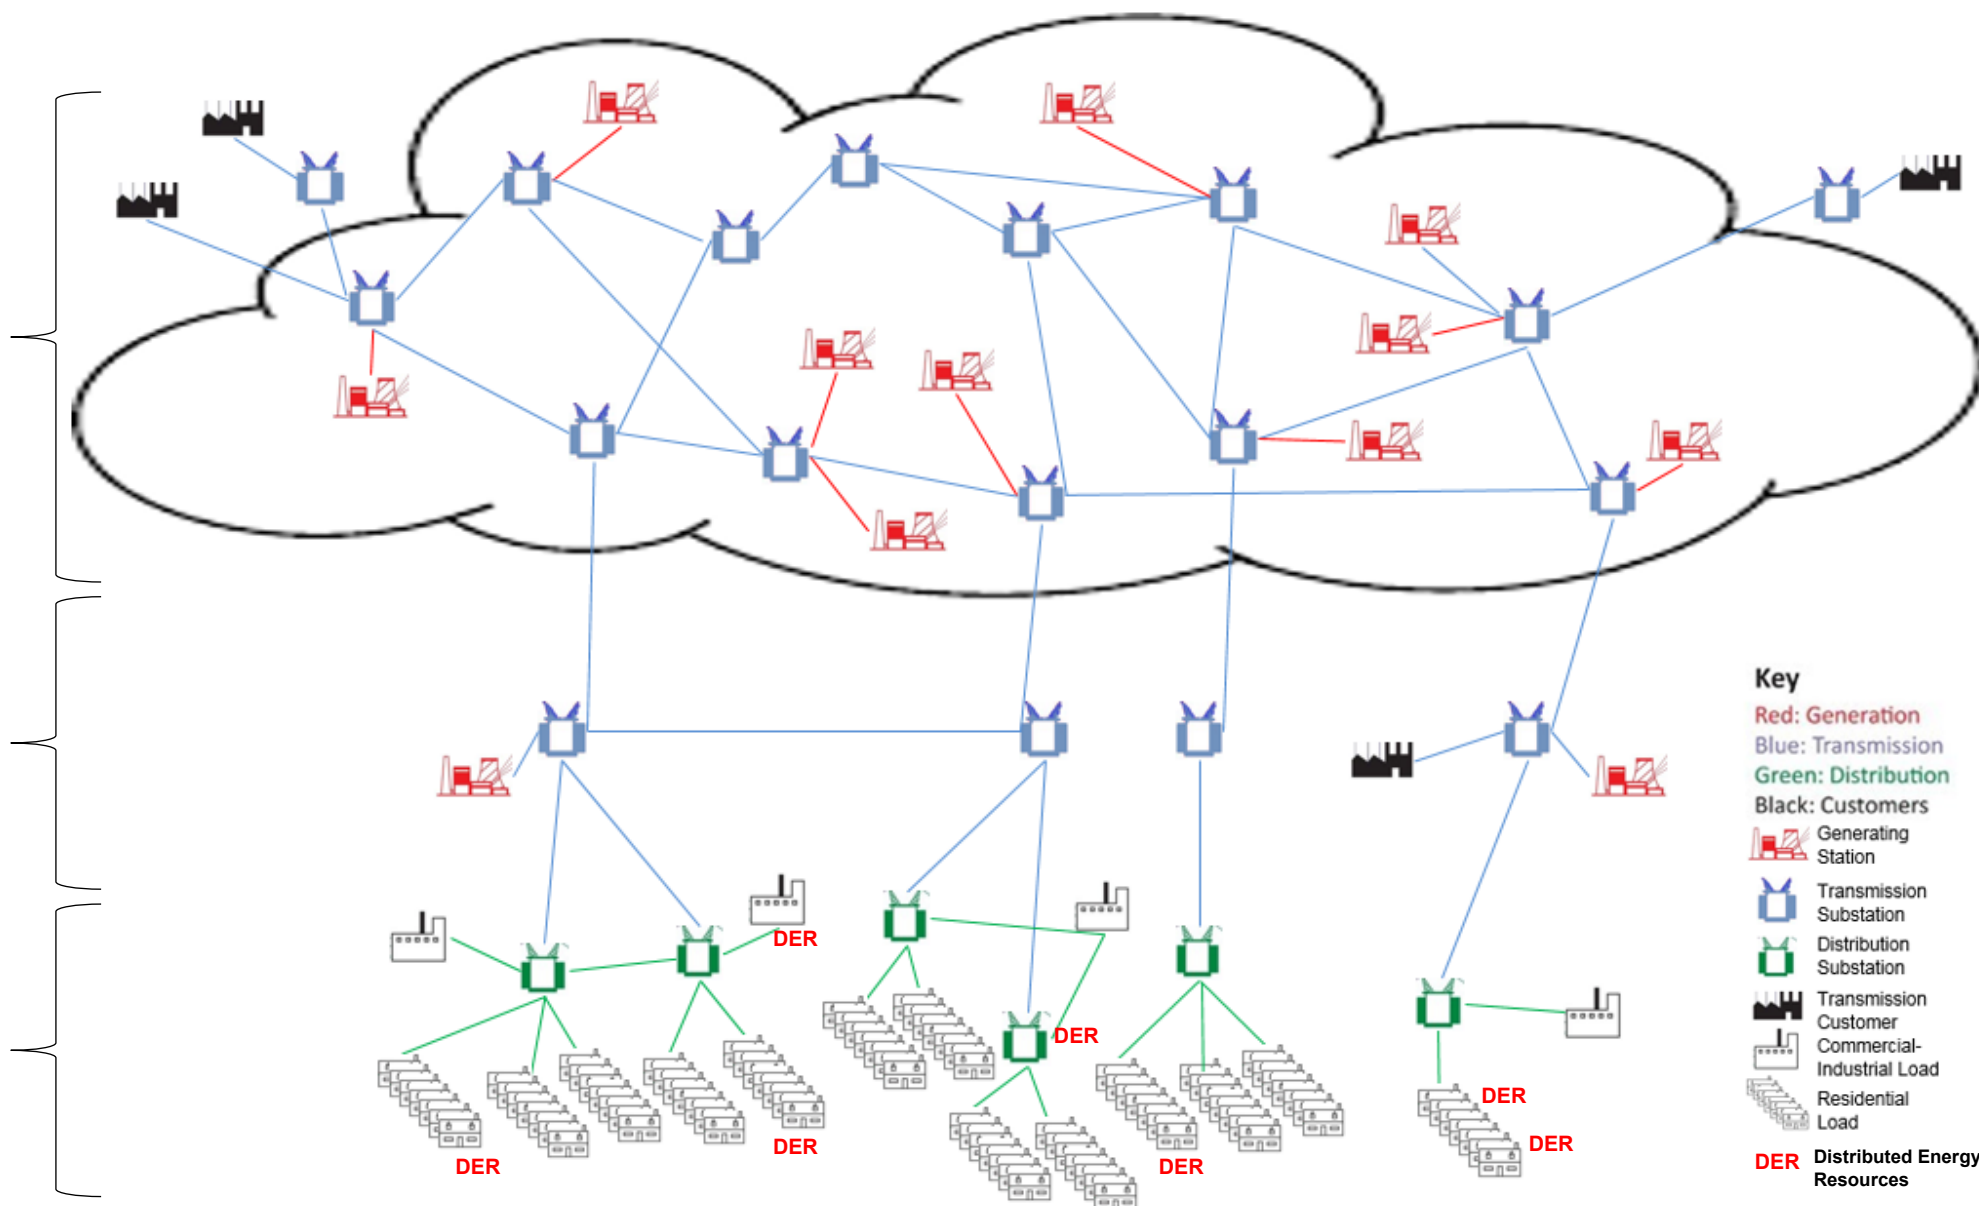 Key
Red: Generation
Blue: Transmission
Green: Distribution
Black: Customers
Generating
Station
Transmission
Substation
Distribution
Substation
Transmission
Customer
Commercial-
Industrial Load
Residential
Load
DER Distributed Energy
Resources
DER
DER
DER
DER
DER
DER
DER